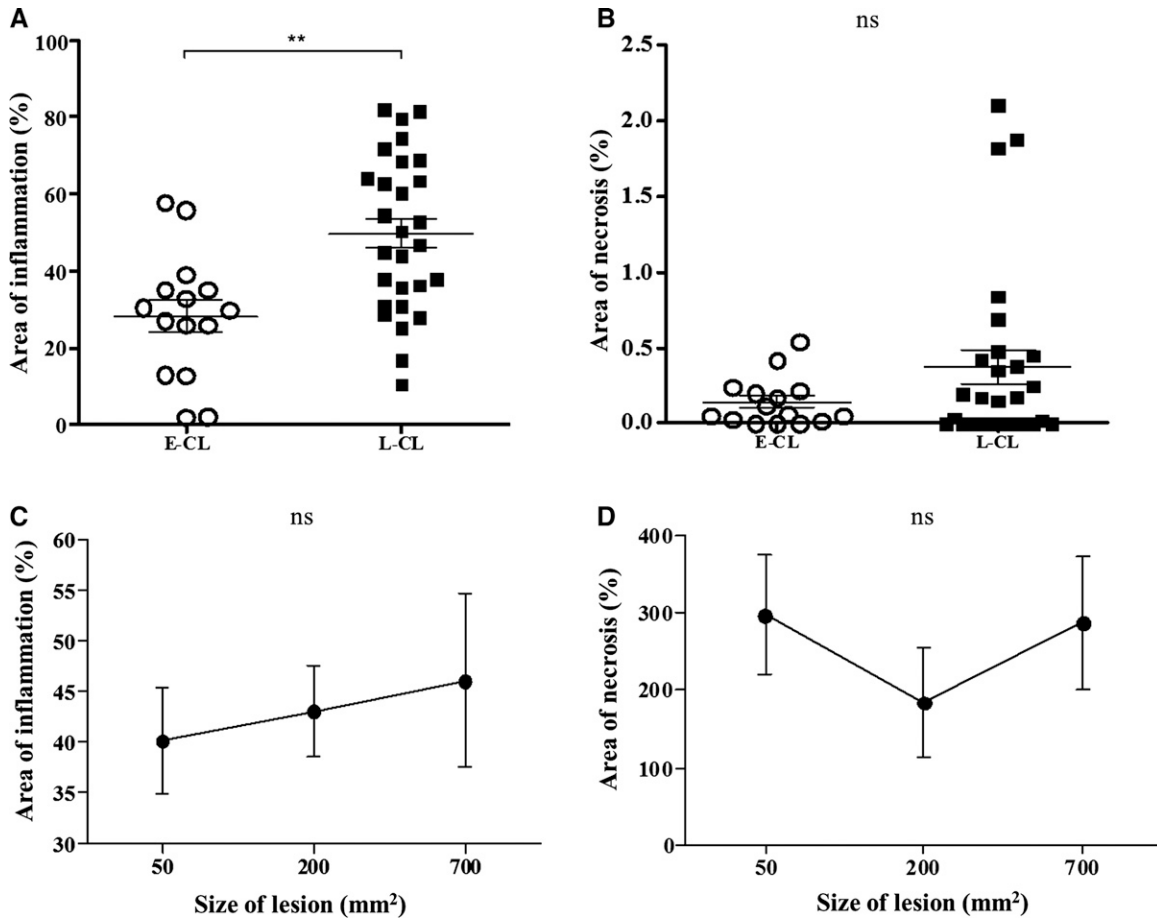 A
**
Area of inflammation (%)
100
80
60
40
20
0
E-CL
L-CL
B
ns
Area of necrosis (%)
2.5
2.0
1.5
1.0
0.5
0.0
E-CL
L-CL
C
ns
Area of inflammation (%)
60
55
50
45
40
35
30
50
200
700
Size of lesion (mm²)
D
ns
Area of necrosis (%)
400
300
200
100
0
50
200
700
Size of lesion (mm²)